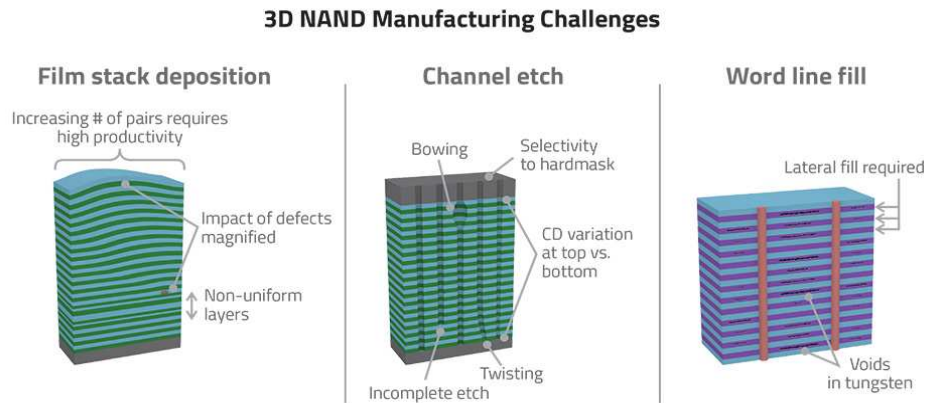 3D NAND Manufacturing Challenges
Film stack deposition
Increasing # of pairs requires
high productivity
Impact of defects
magnified
Non-uniform
layers
Channel etch
Bowing
Selectivity
to hardmask
CD variation
at top vs.
bottom
Twisting
Incomplete etch
Word line fill
Lateral fill required
Voids
in tungsten